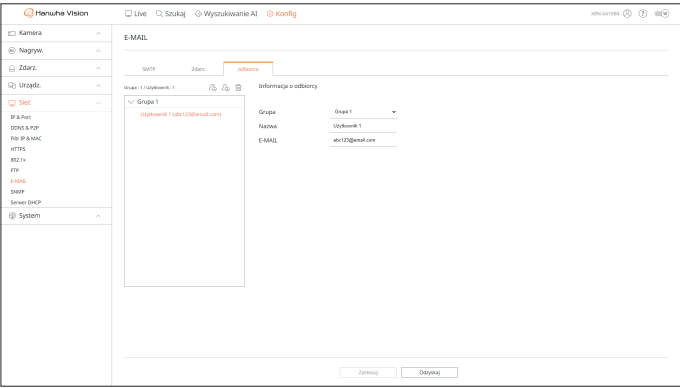 Hanwha Vision
Live Szukaj Wyszukiwanie AI Konfig
XRN-6410B4
Kamera
Nagryw.
Zdarz.
Urządz.
Sieć
IP & Port
DDNS & P2P
Filtr IP & MAC
HTTPS
802.1x
FTP
E-MAIL
SNMP
Serwer DHCP
System
E-MAIL
SMTP Zdarz. odbiorca
Grupa : 1 / Użytkownik : 1
Grupa 1
Użytkownik 1 (abc123@email.com)
Informacja o odbiorcy
Grupa Grupa 1
Nazwa Użytkownik 1
E-MAIL abc123@email.com
Zastosuj Odzyskaj